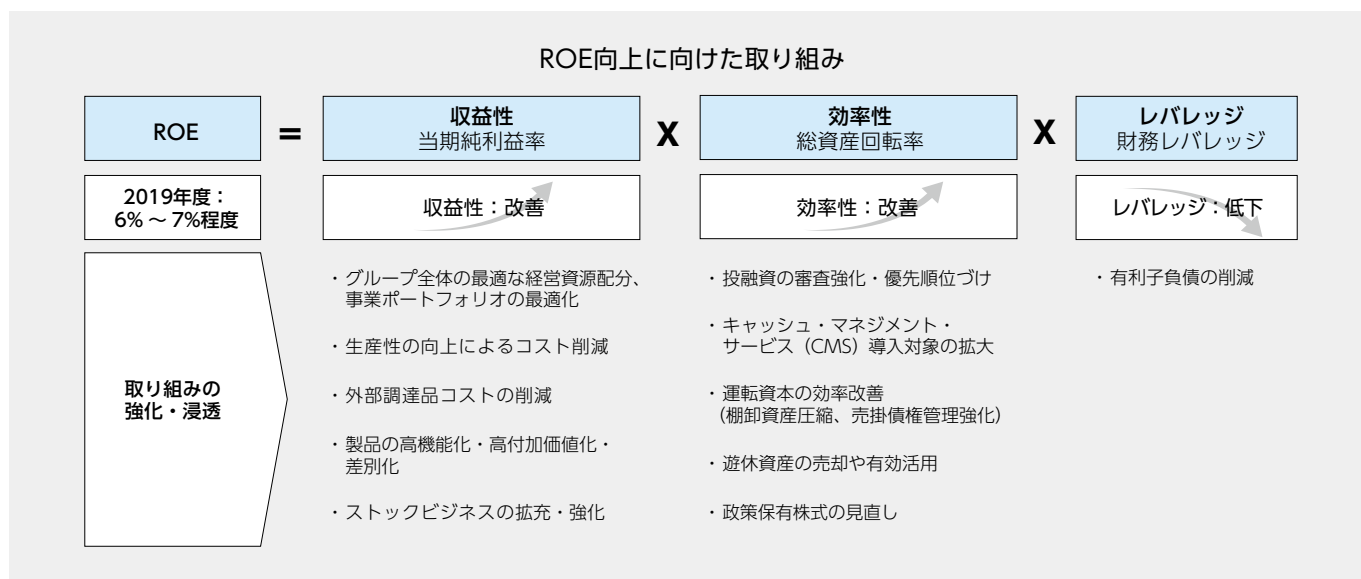 ROE向上に向けた取り組み
ROE
=
収益性
当期純利益率
X
効率性
総資産回転率
X
レバレッジ
財務レバレッジ
2019年度：
6% ～ 7%程度
収益性：改善
効率性：改善
レバレッジ：低下
取り組みの
強化・浸透
・グループ全体の最適な経営資源配分、
事業ポートフォリオの最適化
・生産性の向上によるコスト削減
・外部調達品コストの削減
・製品の高機能化・高付加価値化・
差別化
・ストックビジネスの拡充・強化
・投融資の審査強化・優先順位づけ
・キャッシュ・マネジメント・
サービス（CMS）導入対象の拡大
・運転資本の効率改善
（棚卸資産圧縮、売掛債権管理強化）
・遊休資産の売却や有効活用
・政策保有株式の見直し
・有利子負債の削減